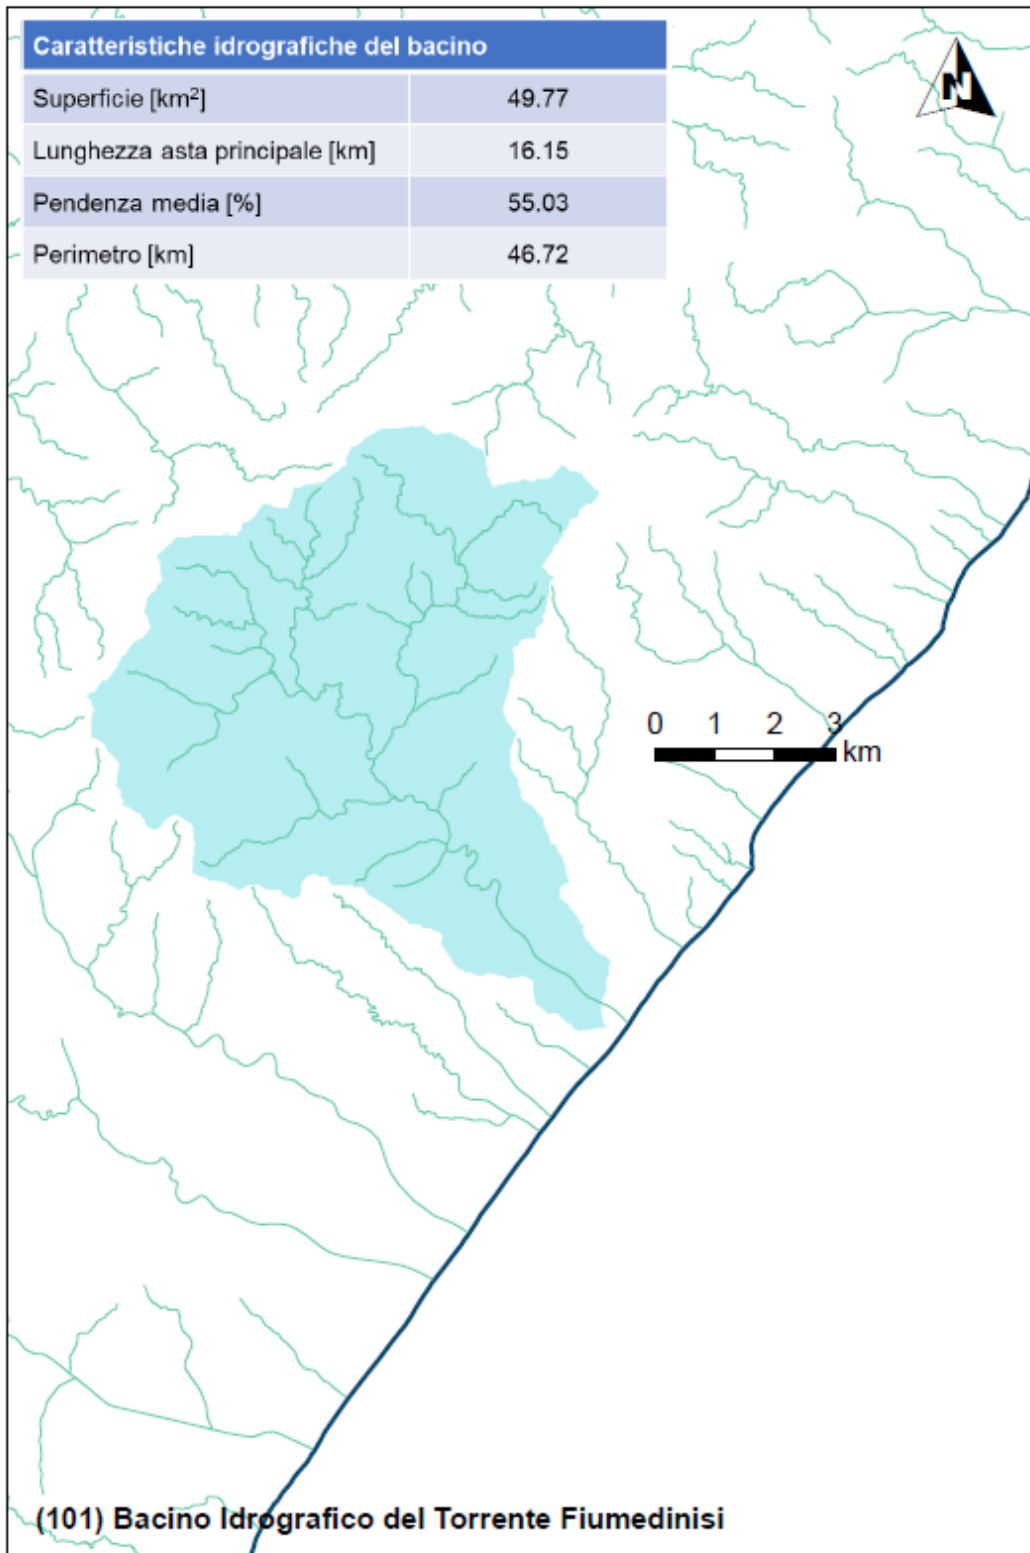 Caratteristiche idrografiche del bacino
Superficie [km²] 49.77
Lunghezza asta principale [km] 16.15
Pendenza media [%] 55.03
Perimetro [km] 46.72
N
0 1 2 3
km
(101) Bacino Idrografico del Torrente Fiumedinisi